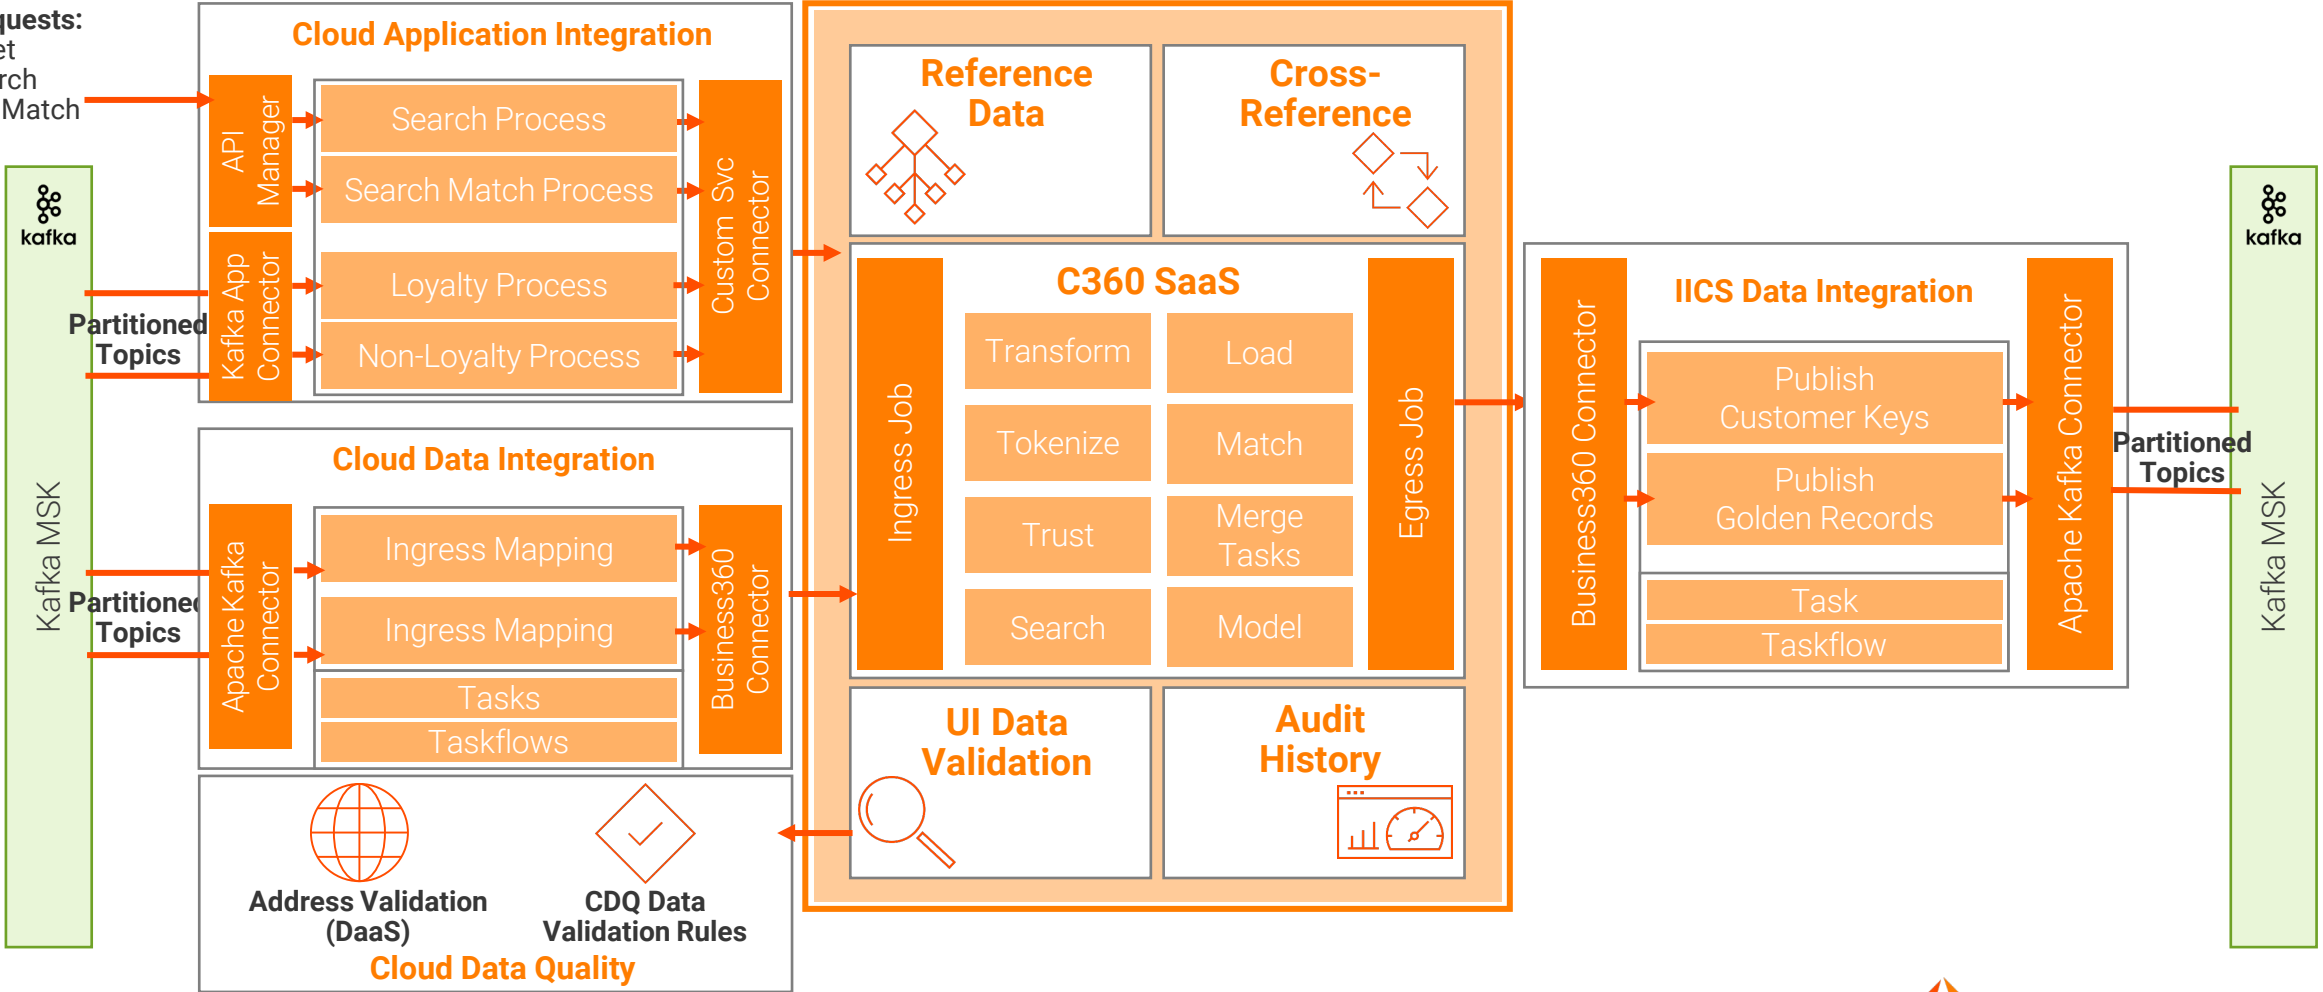 Cloud Application Integration
Match
API
Manager
Search Process
Search Match Process
Kafka App
Connector
Loyalty Process
Non-Loyalty Process
Custom Svc
Connector
kafka
Kafka MSK
Partitioned
Topics
Cloud Data Integration
Apache Kafka
Connector
Ingress Mapping
Ingress Mapping
Tasks
Taskflows
Business360
Connector
Partitioned
Topics
Address Validation
(DaaS)
CDQ Data
Validation Rules
Cloud Data Quality
Reference
Data
Cross-
Reference
C360 SaaS
Ingress Job
Transform
Load
Tokenize
Match
Trust
Merge
Tasks
Search
Model
Egress Job
UI Data
Validation
Audit
History
IICS Data Integration
Business360 Connector
Publish
Customer Keys
Publish
Golden Records
Task
Taskflow
Apache Kafka Connector
Partitioned
Topics
kafka
Kafka MSK